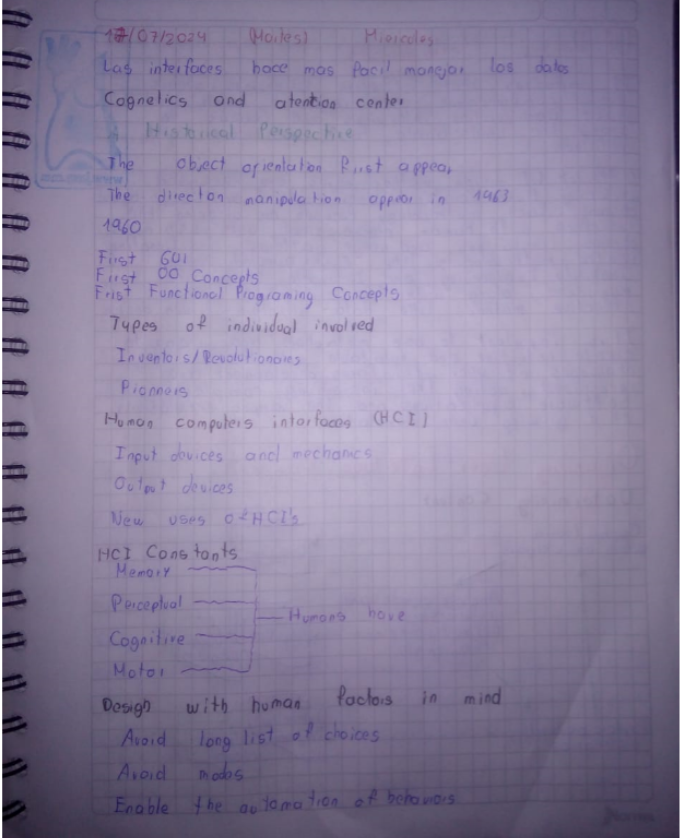 17/07/2024 (Martes) Miercoles
Las interfaces hace mas facil manejar los datos
Cognetics and atention center
Historical Perspective
The object orientation first appear
The direction manipulation appear in 1963
1960
First GUI
First OO Concepts
Frist Functional Programing Concepts
Types of individual involved
Inventors/Revolutionares
Pionners
Human computers interfaces (HCI)
Input devices and mechanics
Output devices
New uses of HCI's
HCI Constants
Memory
Perceptual
Humans have
Cognitive
Motor
Design with human factors in mind
Avoid long list of choices
Avoid modes
Enable the automation of behaviors
Norma